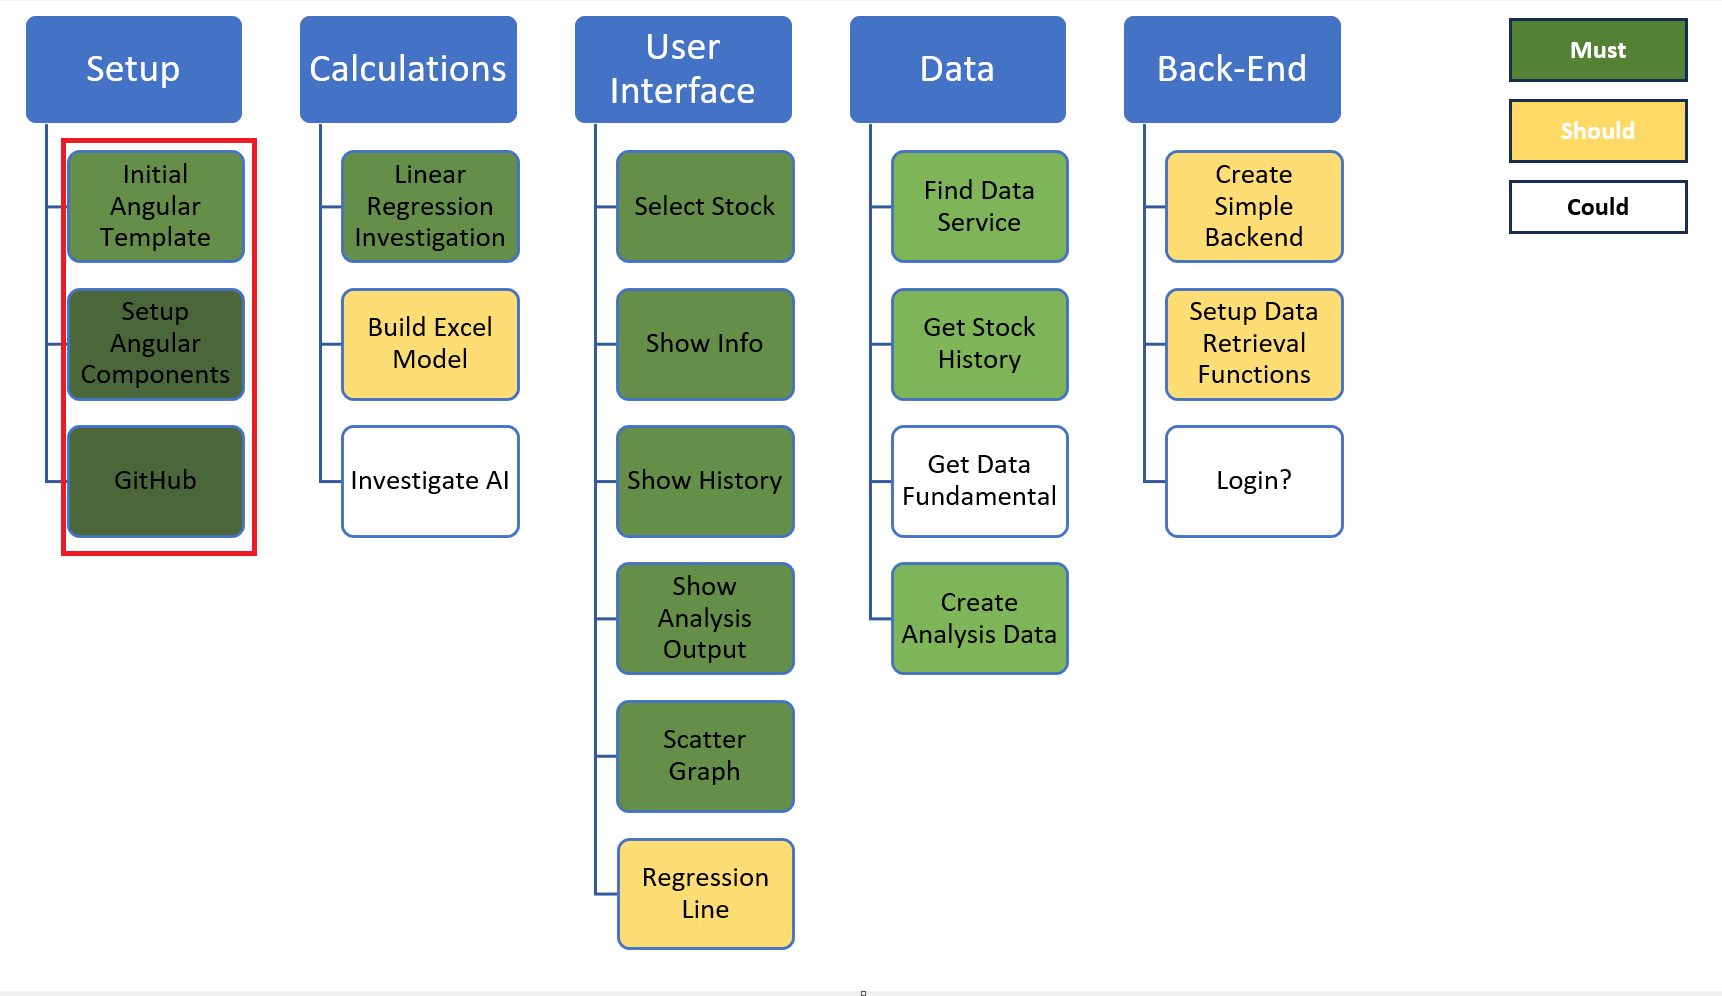 Setup
Initial
Angular
Template
Setup
Angular
Components
GitHub
Calculations
Linear
Regression
Investigation
Build Excel
Model
Investigate AI
User
Interface
Select Stock
Show Info
Show History
Show
Analysis
Output
Scatter
Graph
Regression
Line
Data
Find Data
Service
Get Stock
History
Get Data
Fundamental
Create
Analysis Data
Back-End
Create
Simple
Backend
Setup Data
Retrieval
Functions
Login?
Must
Should
Could